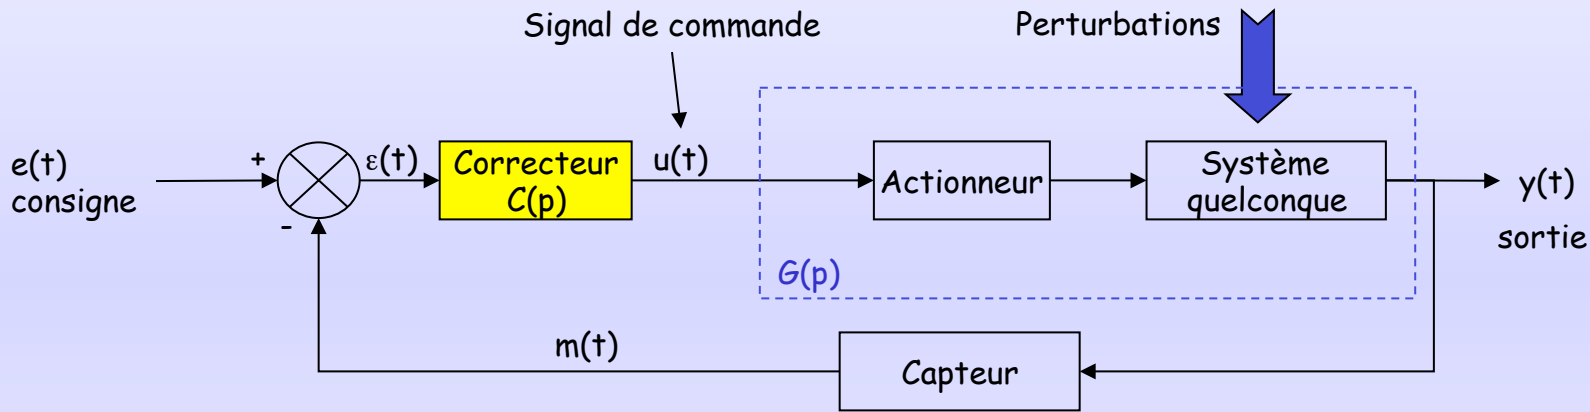 Signal de commande
Perturbations
e(t)
consigne
+
-
ε(t)
Correcteur
C(p)
u(t)
Actionneur
Système
quelconque
y(t)
sortie
G(p)
m(t)
Capteur